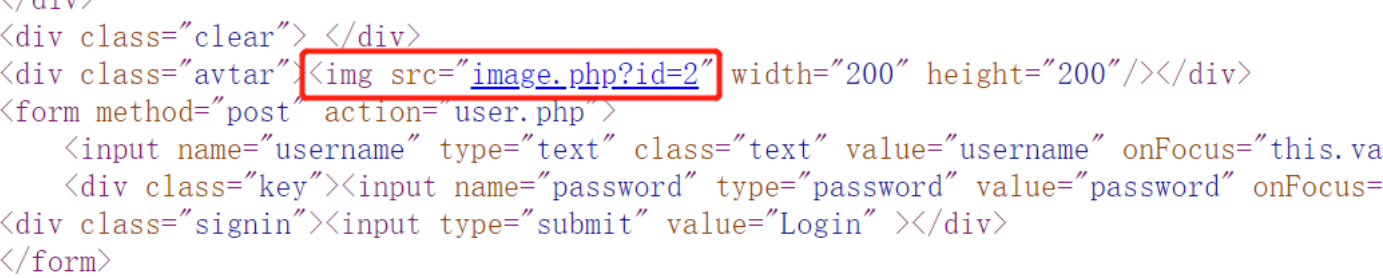 </div>
<div class="clear"> </div>
<div class="avtar"><img src="image.php?id=2" width="200" height="200"/></div>
<form method="post" action="user.php">
<input name="username" type="text" class="text" value="username" onFocus="this.va
<div class="key"><input name="password" type="password" value="password" onFocus=
<div class="signin"><input type="submit" value="Login" ></div>
</form>